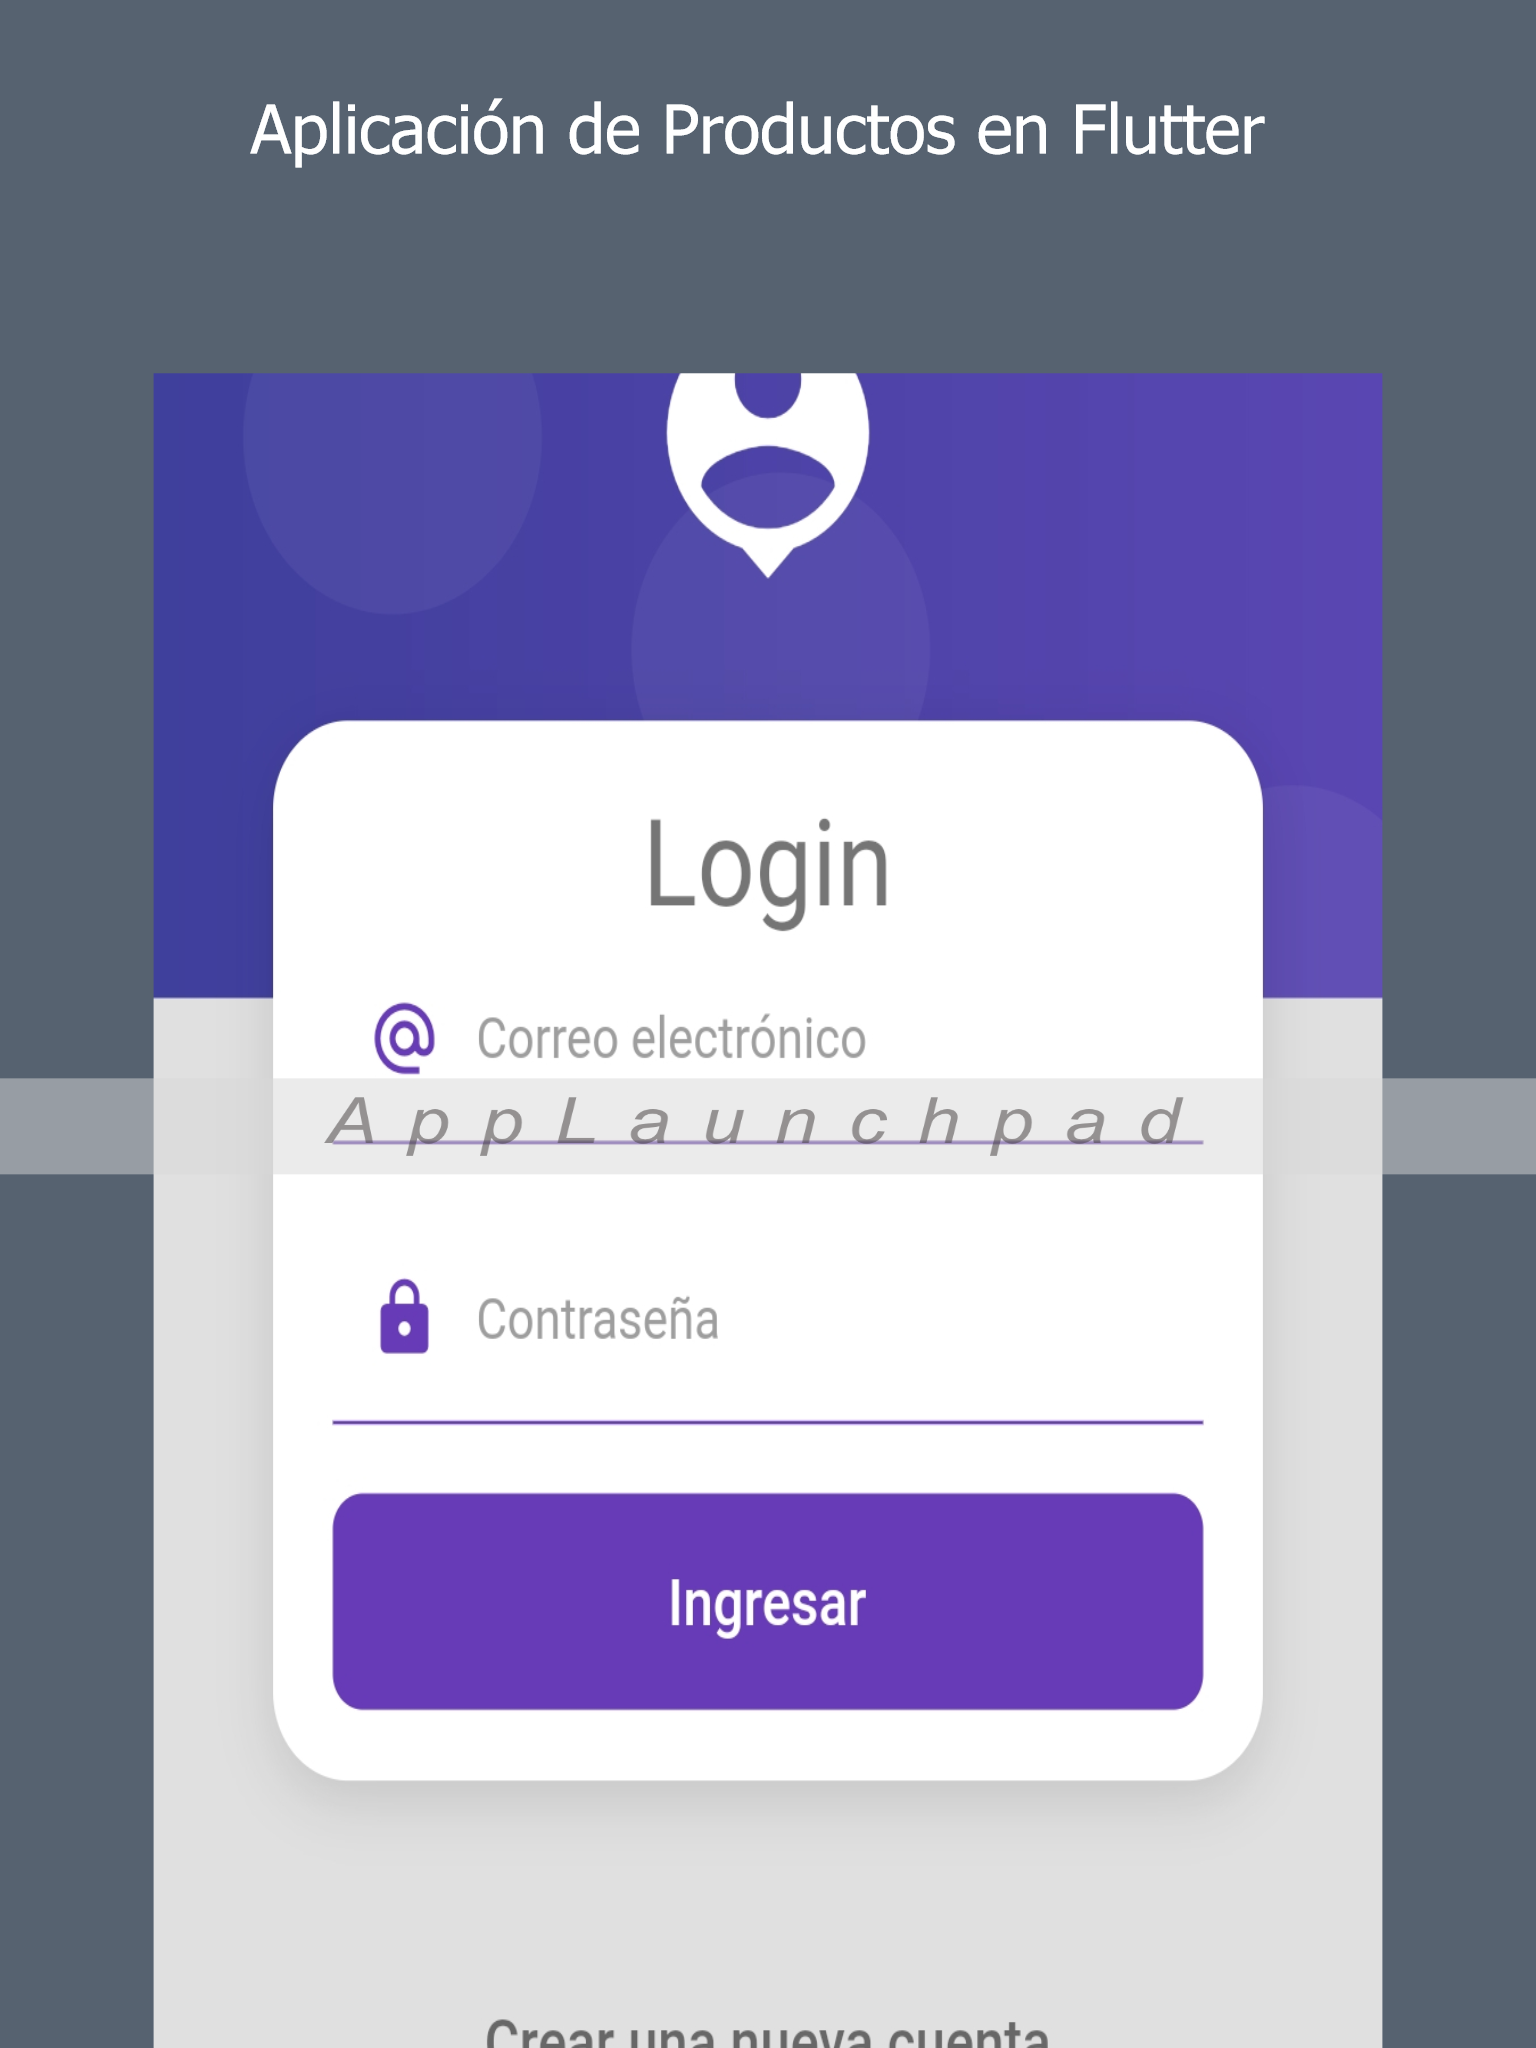 Aplicación de Productos en Flutter
Login
Correo electrónico
AppLaunchpad
Contraseña
Ingresar
Crear una nueva cuenta